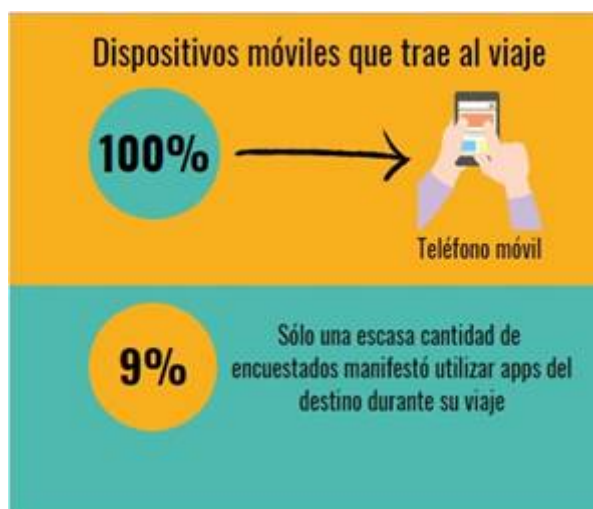 Dispositivos móviles que trae al viaje
100%
Teléfono móvil
9%
Sólo una escasa cantidad de
encuestados manifestó utilizar apps del
destino durante su viaje